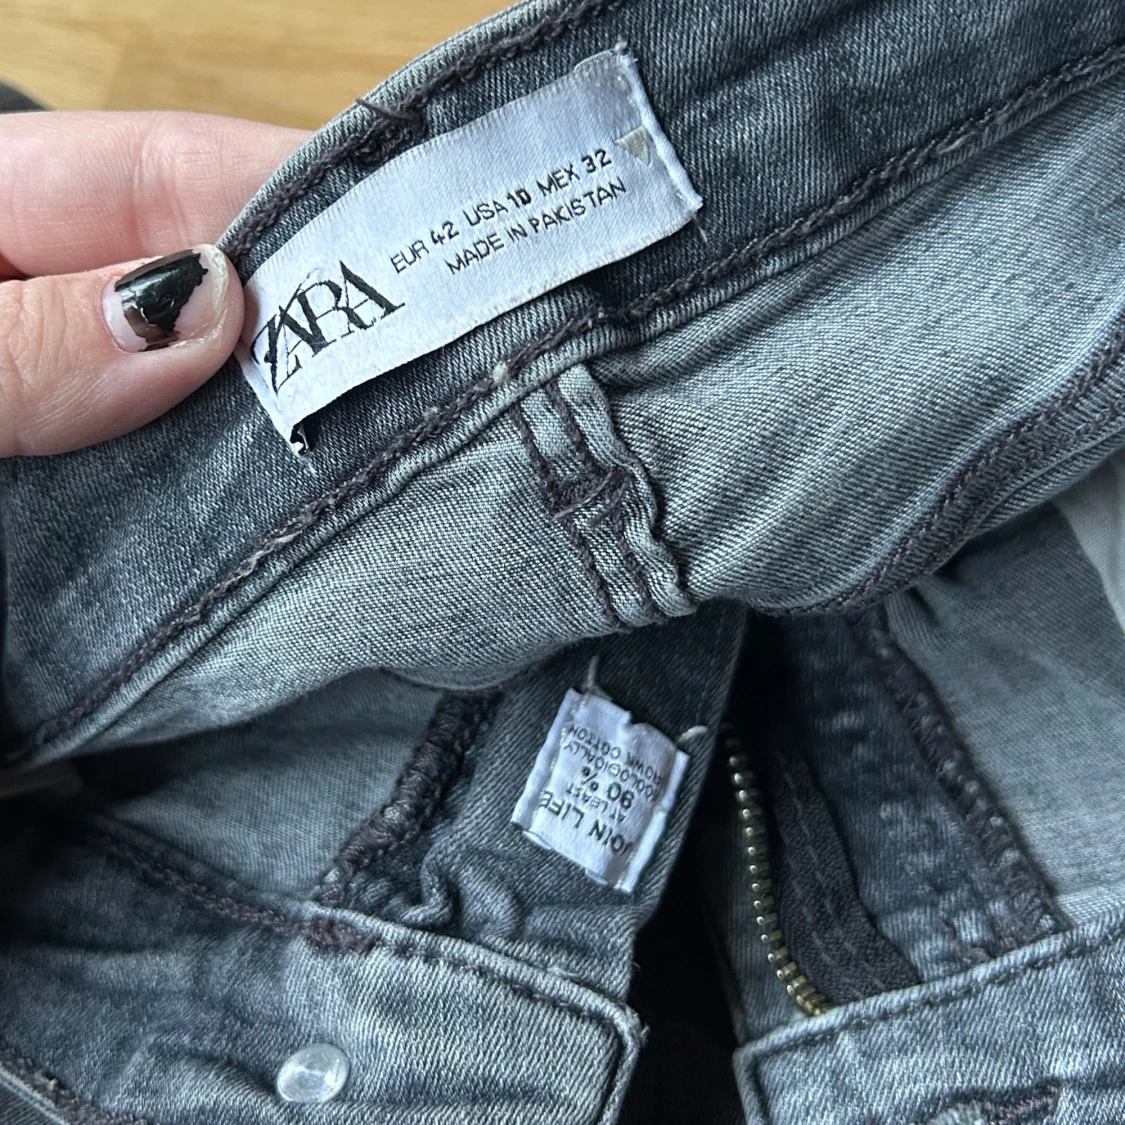 ZARA
EUR 42 USA 10 MEX 32
MADE IN PAKISTAN
JOIN LIFE
AT LEAST
90 %
ECOLOGICALLY
GROWN COTTON